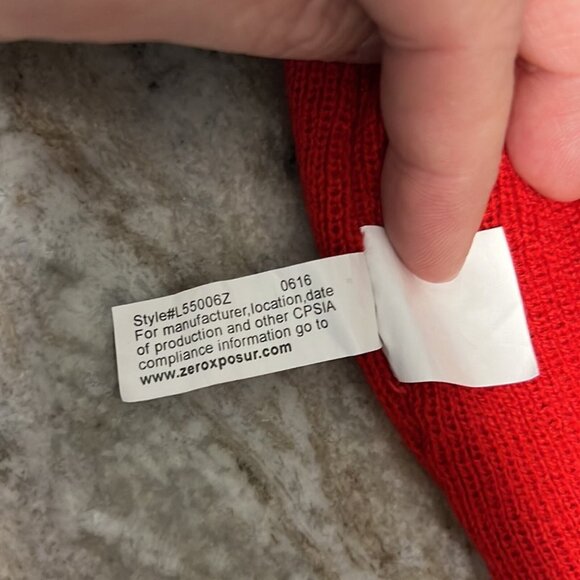 Style#L55006Z 0616
For manufacturer,location,date
of production and other CPSIA
compliance information go to
www.zeroxposur.com